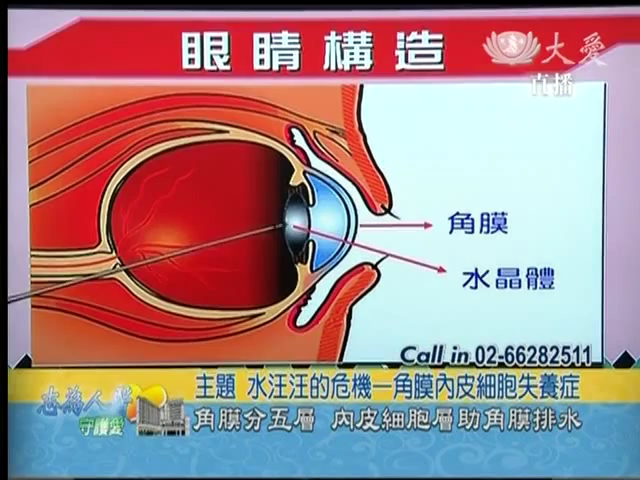 眼睛構造
大愛
直播
角膜
水晶體
Call in 02-66282511
志為人醫
守護愛
主題 水汪汪的危機—角膜內皮細胞失養症
角膜分五層 內皮細胞層助角膜排水